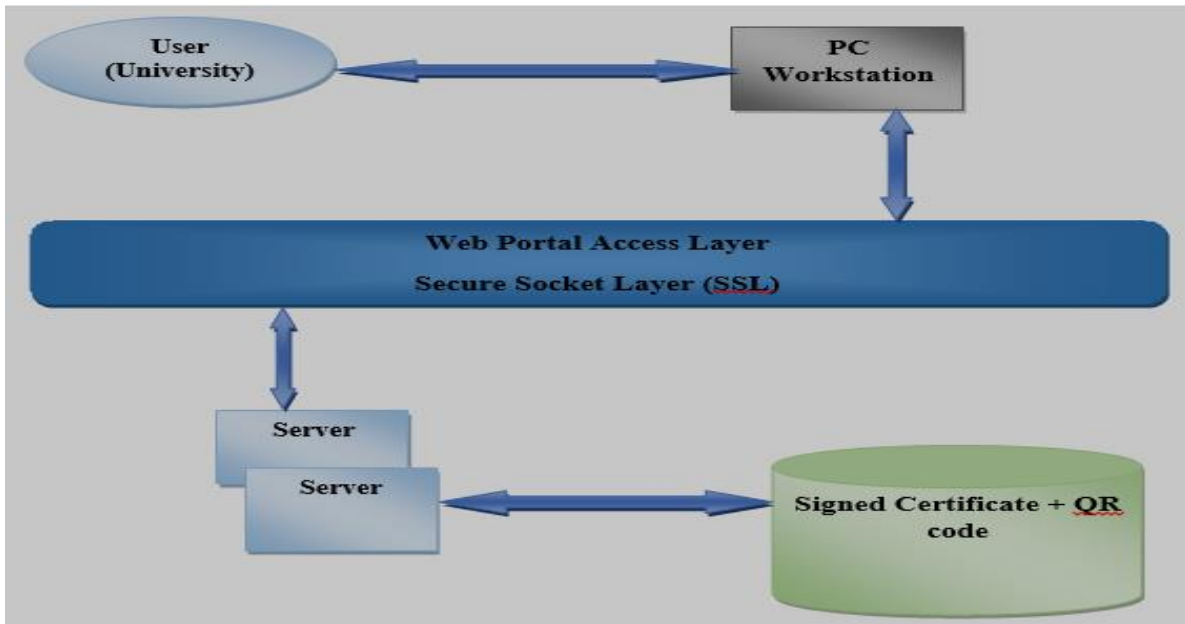 User
(University)
PC
Workstation
Web Portal Access Layer
Secure Socket Layer (SSL)
Server
Server
Signed Certificate + QR
code